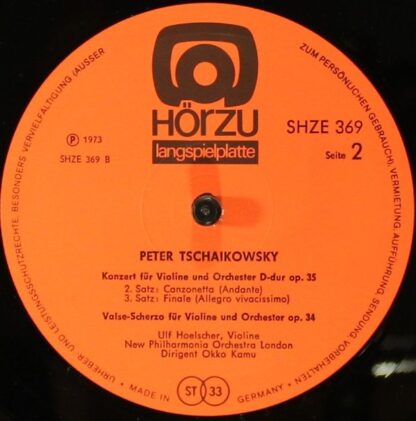 HÖRZU
langspielplatte
Ⓟ 1973
SHZE 369 B
SHZE 369
Seite 2
PETER TSCHAIKOWSKY
Konzert für Violine und Orchester D-dur op. 35
2. Satz: Canzonetta (Andante)
3. Satz: Finale (Allegro vivacissimo)
Valse-Scherzo für Violine und Orchester op. 34
Ulf Hoelscher, Violine
New Philharmonia Orchestra London
Dirigent Okko Kamu
URHEBER- UND LEISTUNGSSCHUTZRECHTE, BESONDERS VERVIELFÄLTIGUNG (AUSSER ZUM PERSÖNLICHEN GEBRAUCH), VERMIETUNG, AUFFÜHRUNG, SENDUNG, VORBEHALTEN
• MADE IN GERMANY •
ST 33